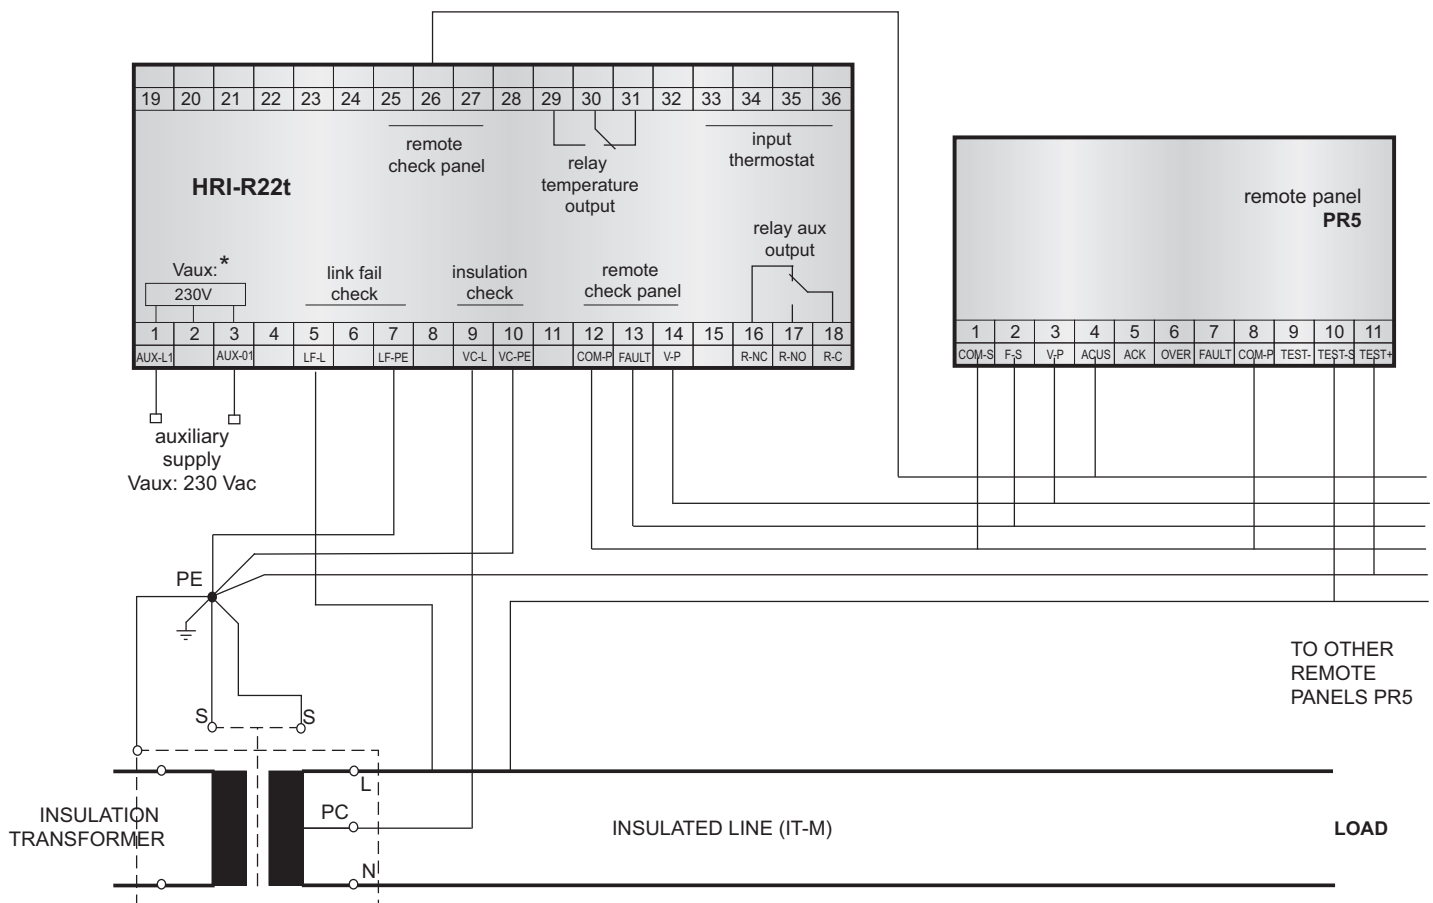 19 20 21 22 23 24 25 26 27 28 29 30 31 32 33 34 35 36
remote
check panel
relay
temperature
output
input
thermostat
HRI-R22t
relay aux
output
Vaux: *
230V
link fail
check
insulation
check
remote
check panel
1 2 3 4 5 6 7 8 9 10 11 12 13 14 15 16 17 18
AUX-L1 AUX-01 LF-L LF-PE VC-L VC-PE COM-P FAULT V-P R-NC R-NO R-C
remote panel
PR5
1 2 3 4 5 6 7 8 9 10 11
COM-S F-S V-P ACUS ACK OVER FAULT COM-P TEST- TEST-S TEST+
auxiliary
supply
Vaux: 230 Vac
PE
TO OTHER
REMOTE
PANELS PR5
S S
L
INSULATION
TRANSFORMER
PC
INSULATED LINE (IT-M)
LOAD
N